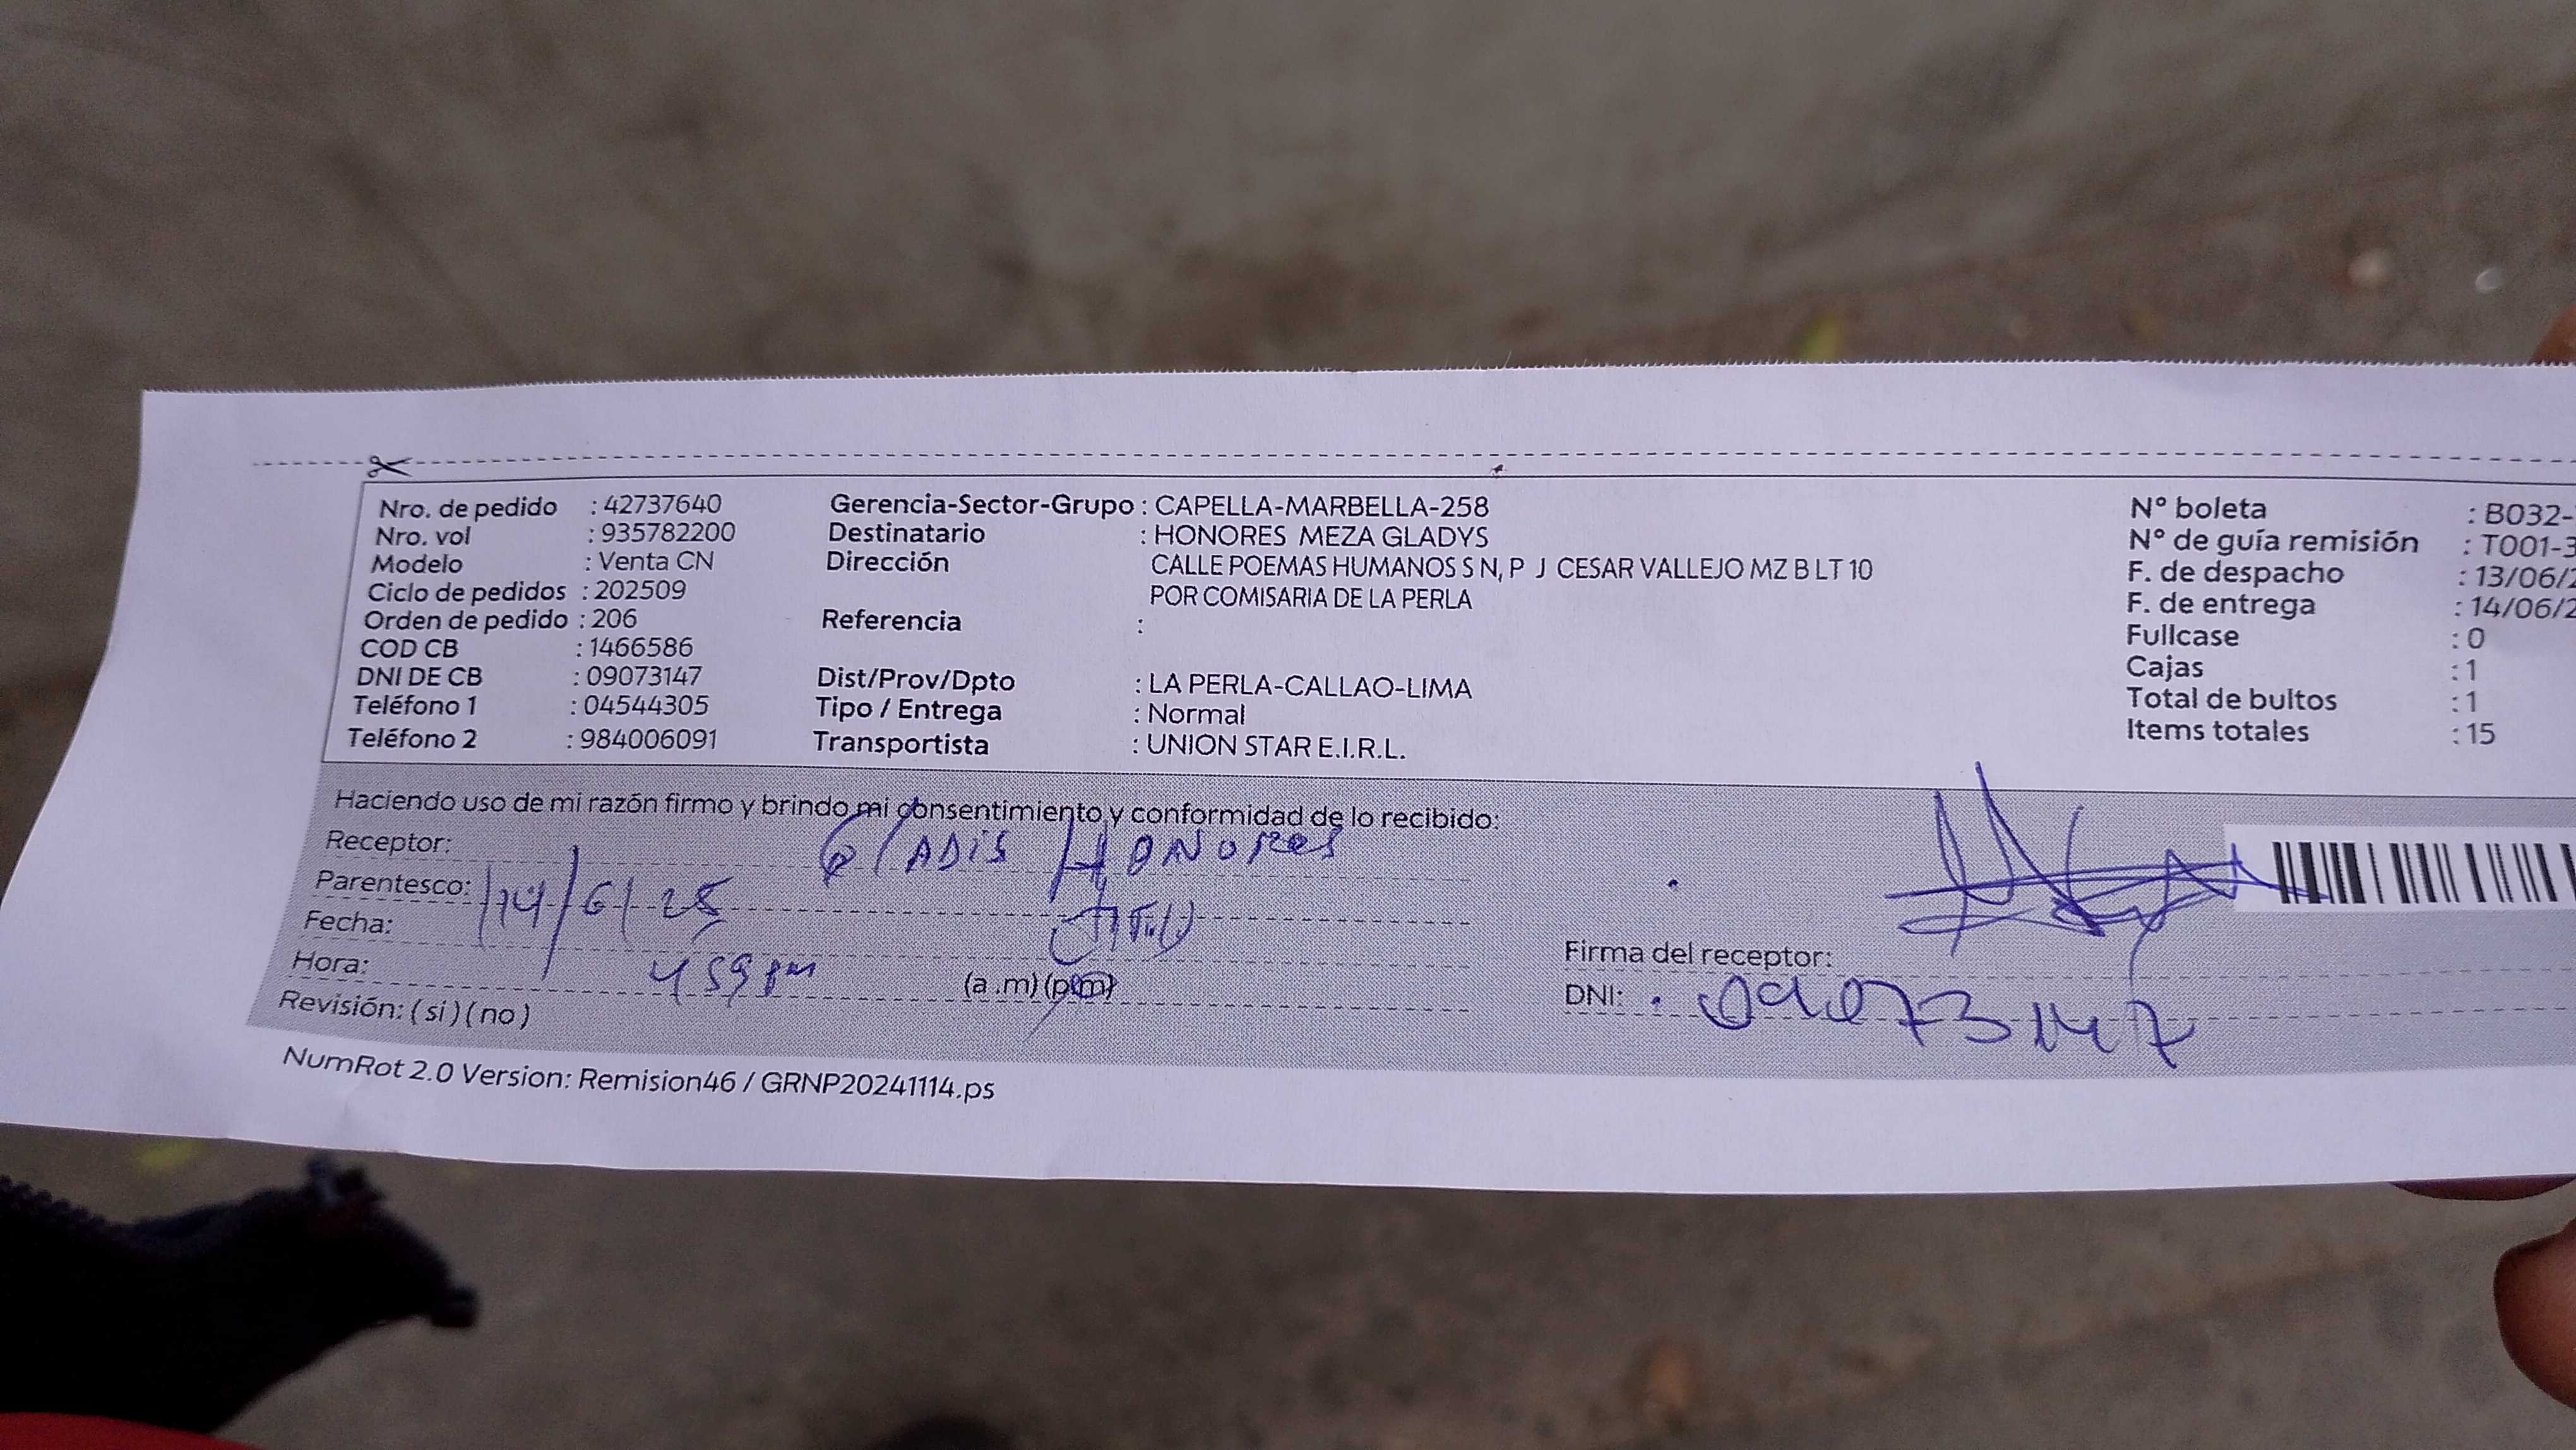 Nro. de pedido : 42737640
Nro. vol : 935782200
Modelo : Venta CN
Ciclo de pedidos : 202509
Orden de pedido : 206
COD CB : 1466586
DNI DE CB : 09073147
Teléfono 1 : 04544305
Teléfono 2 : 984006091
Gerencia-Sector-Grupo : CAPELLA-MARBELLA-258
Destinatario : HONORES MEZA GLADYS
Dirección CALLE POEMAS HUMANOS S N, P J CESAR VALLEJO MZ B LT 10
POR COMISARIA DE LA PERLA
Referencia :
Dist/Prov/Dpto : LA PERLA-CALLAO-LIMA
Tipo / Entrega : Normal
Transportista : UNION STAR E.I.R.L.
N° boleta : B032-
N° de guía remisión : T001-3
F. de despacho : 13/06/2
F. de entrega : 14/06/2
Fullcase : 0
Cajas : 1
Total de bultos : 1
Items totales : 15
Haciendo uso de mi razón firmo y brindo mi consentimiento y conformidad de lo recibido:
Receptor: GlADis HONORes
Parentesco:
Fecha: 14/6/25
Hora: 459 pm (a .m) (p.m)
Revisión: ( si ) ( no )
Firma del receptor:
DNI: 09073147
NumRot 2.0 Version: Remision46 / GRNP20241114.ps